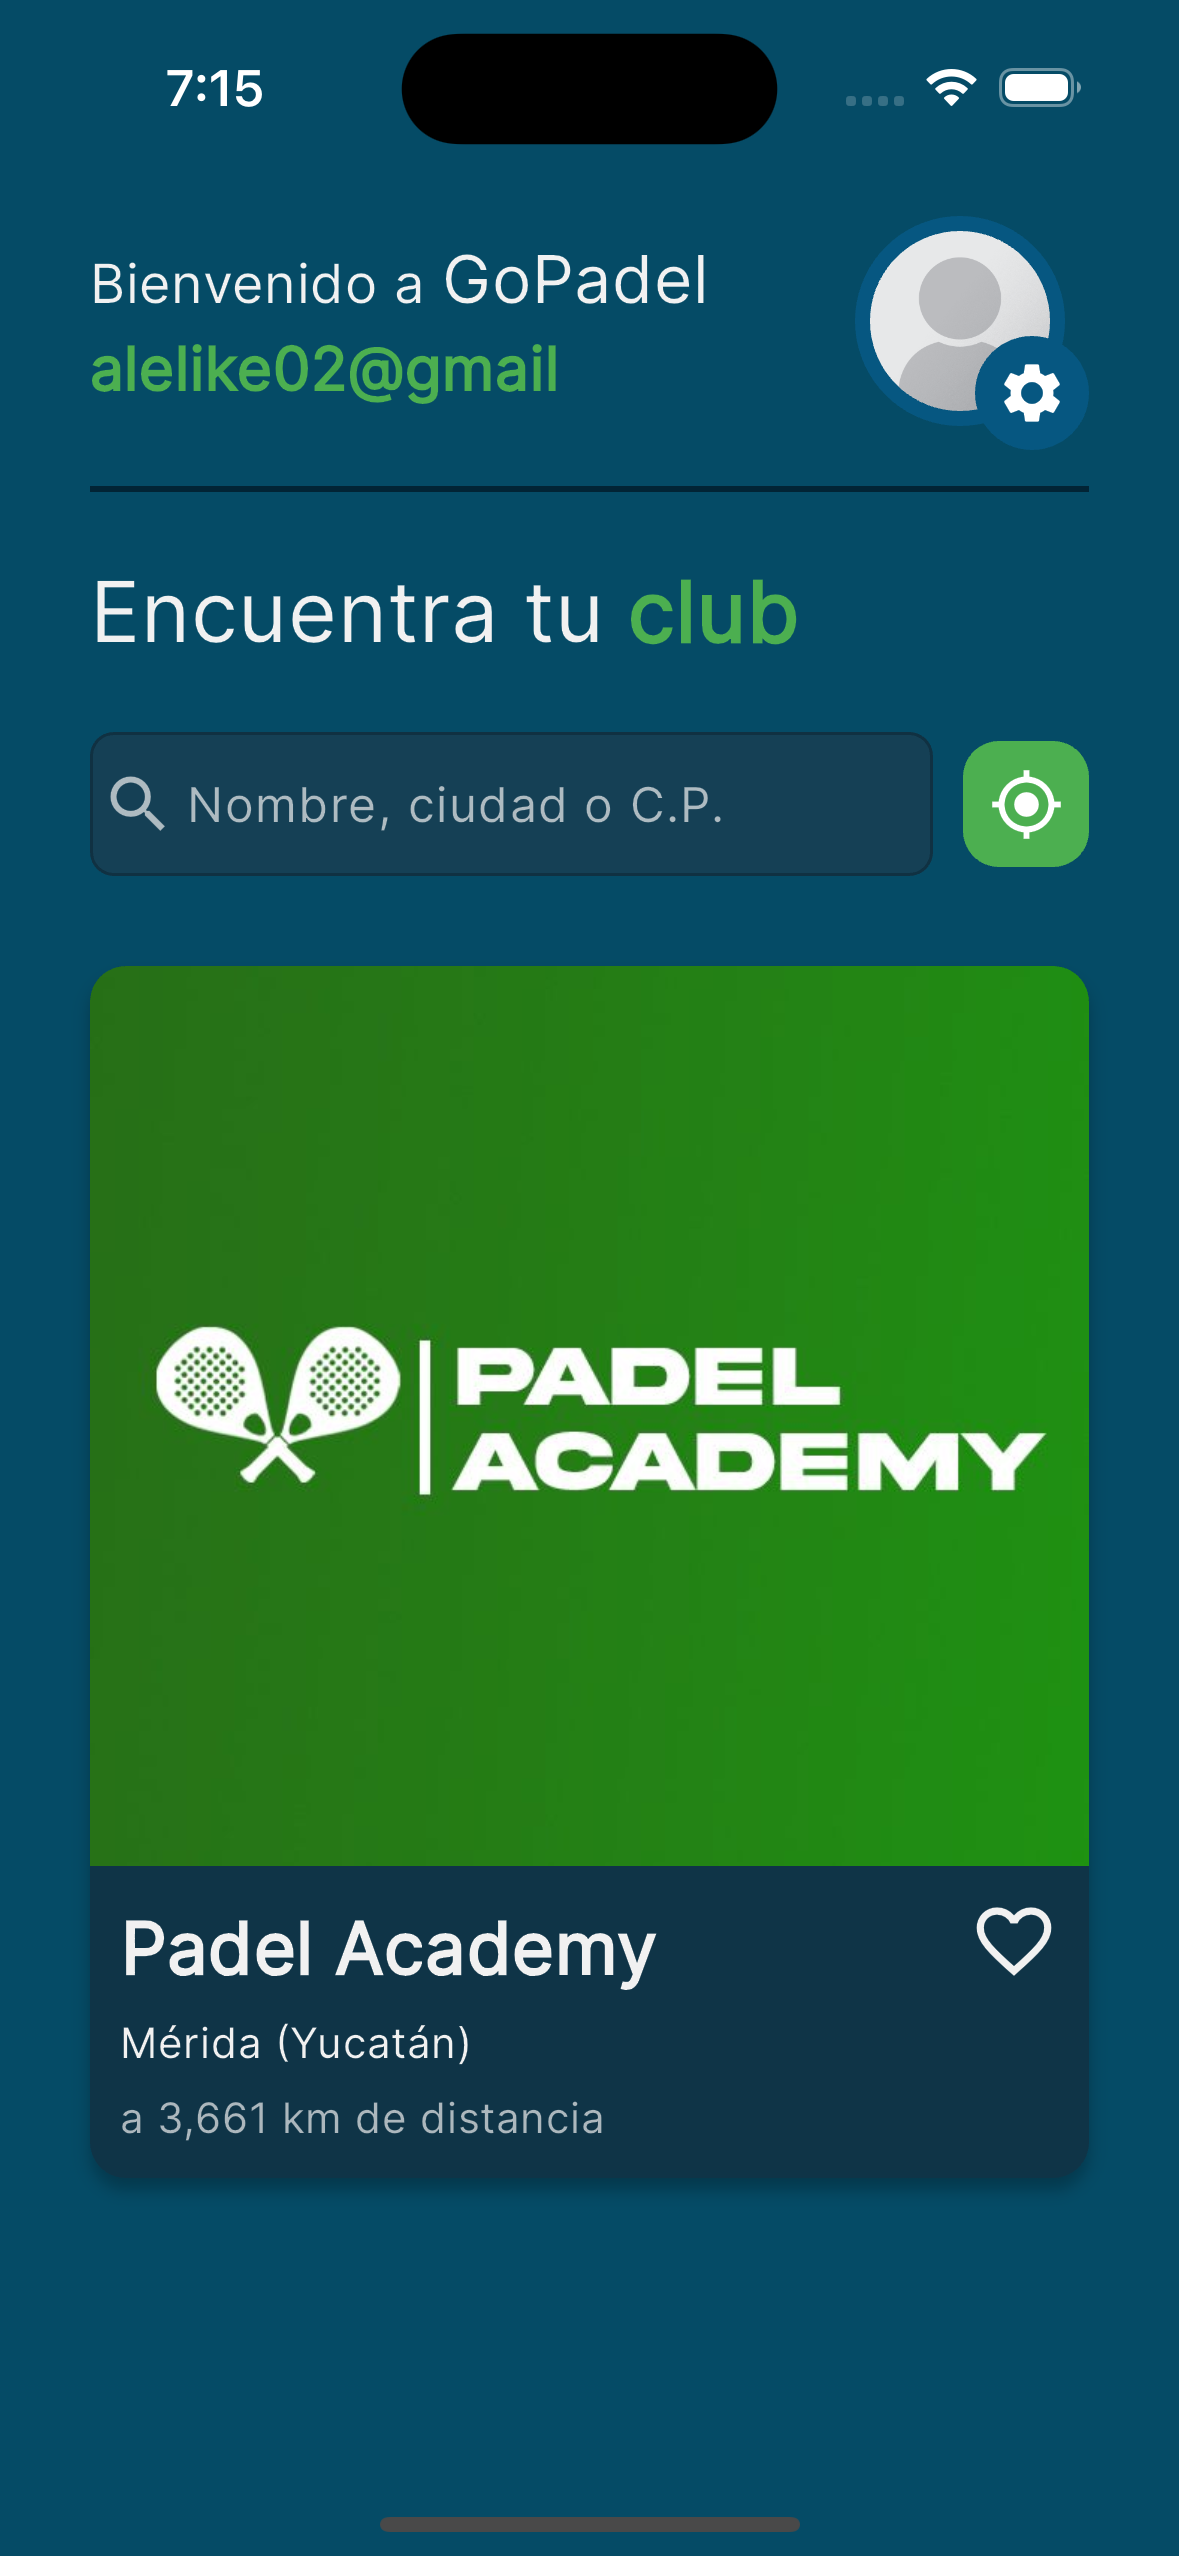 7:15
Bienvenido a GoPadel
alelike02@gmail
Encuentra tu club
Nombre, ciudad o C.P.
PADEL
ACADEMY
Padel Academy
Mérida (Yucatán)
a 3,661 km de distancia